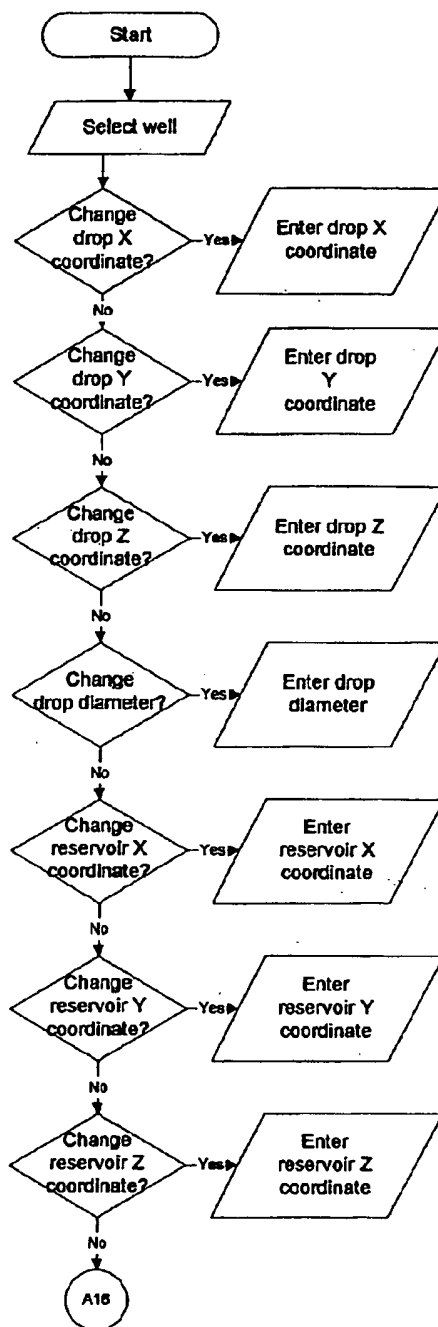 Start
Select well
Change
drop X
coordinate?
Yes
Enter drop X
coordinate
No
Change
drop Y
coordinate?
Yes
Enter drop
Y
coordinate
No
Change
drop Z
coordinate?
Yes
Enter drop Z
coordinate
No
Change
drop diameter?
Yes
Enter drop
diameter
No
Change
reservoir X
coordinate?
Yes
Enter
reservoir X
coordinate
No
Change
reservoir Y
coordinate?
Yes
Enter
reservoir Y
coordinate
No
Change
reservoir Z
coordinate?
Yes
Enter
reservoir Z
coordinate
No
A16